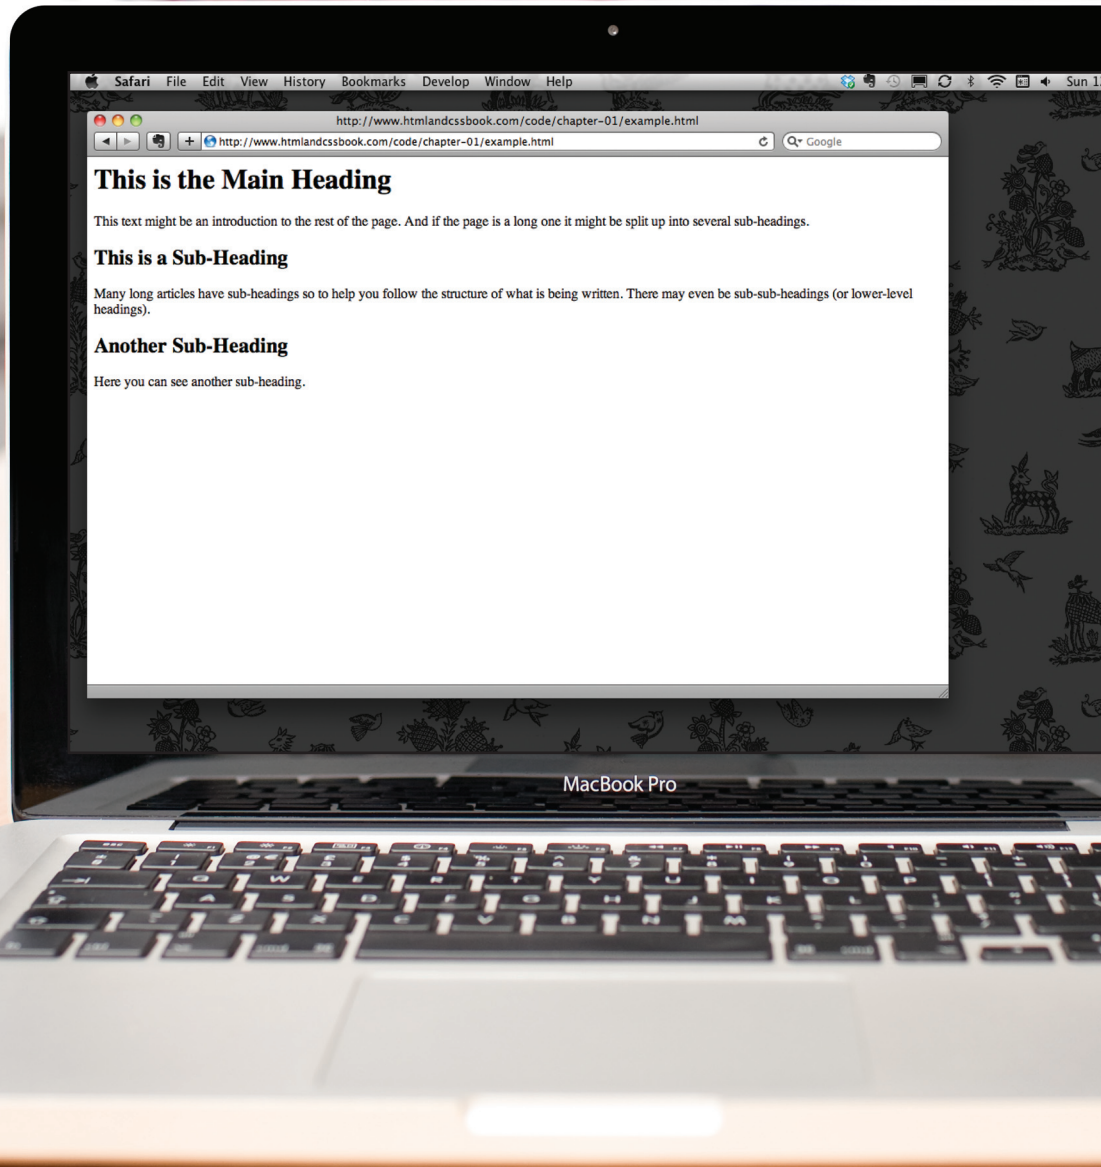 Safari File Edit View History Bookmarks Develop Window Help
http://www.htmlandcssbook.com/code/chapter-01/example.html
http://www.htmlandcssbook.com/code/chapter-01/example.html
Google
This is the Main Heading
This text might be an introduction to the rest of the page. And if the page is a long one it might be split up into several sub-headings.
This is a Sub-Heading
Many long articles have sub-headings so to help you follow the structure of what is being written. There may even be sub-sub-headings (or lower-level
headings).
Another Sub-Heading
Here you can see another sub-heading.
MacBook Pro
esc
Q W E R T Y U I O P
A S D F G H J K L
Z X C V B N M